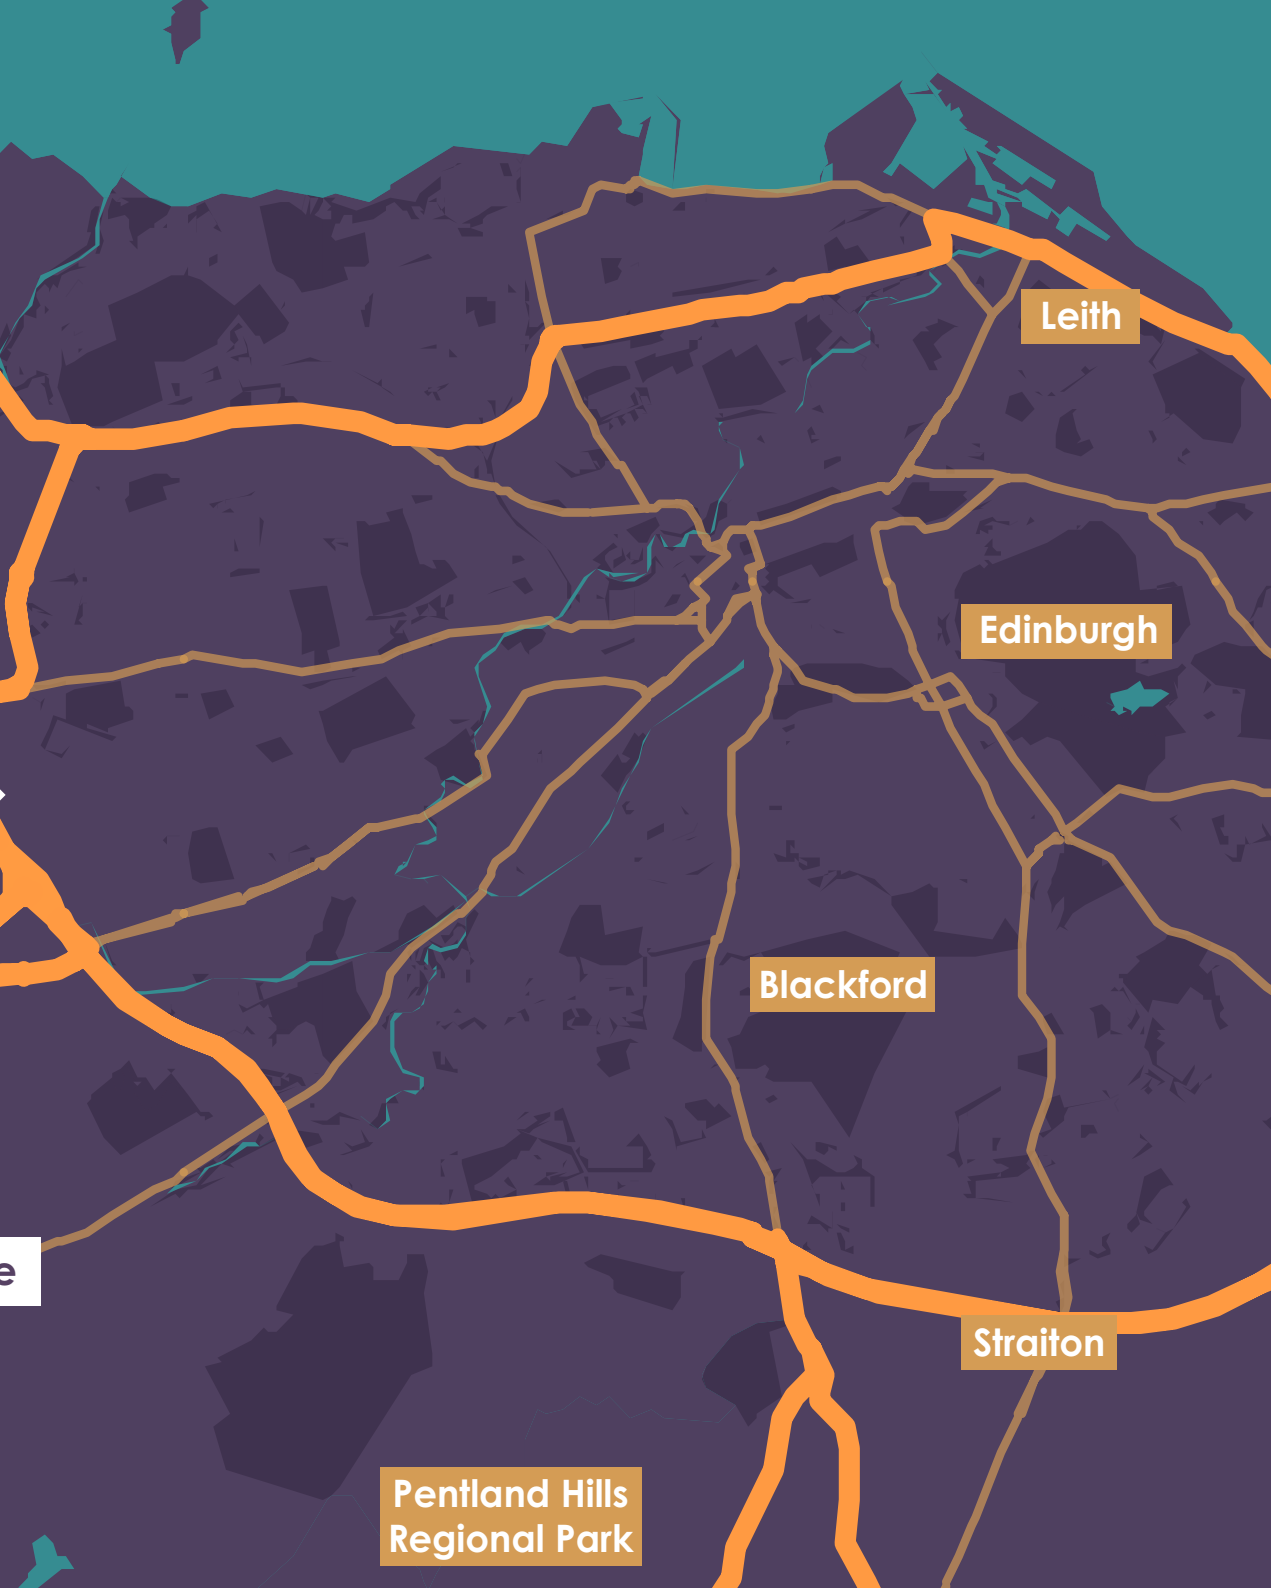 Leith
Edinburgh
Blackford
e
Straiton
Pentland Hills
Regional Park